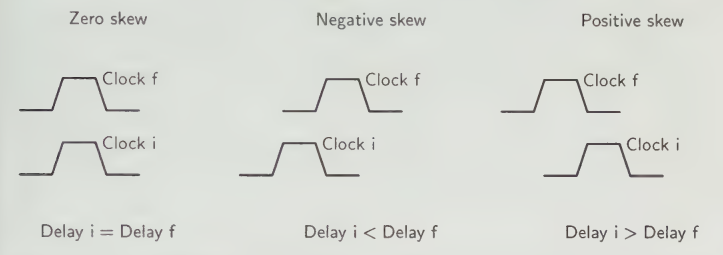 Zero skew
Negative skew
Positive skew
Clock f
Clock f
Clock f
Clock i
Clock i
Clock i
Delay i = Delay f
Delay i < Delay f
Delay i > Delay f